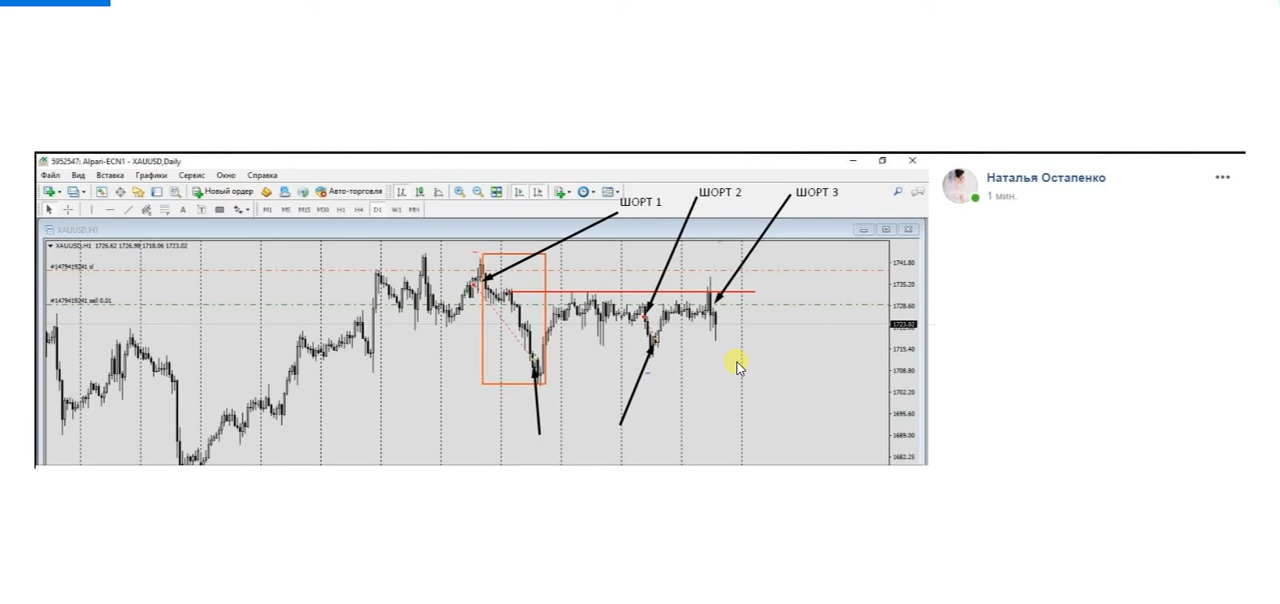 5952547: Alpari-ECN1 - XAUUSD,Daily
Файл Вид Вставка Графики Сервис Окно Справка
Новый ордер Авто-торговля
M1 M5 M15 M30 H1 H4 D1 W1 MN
ШОРТ 1
ШОРТ 2
ШОРТ 3
XAUUSD,H1
XAUUSD,H1 1726.62 1726.98 1718.06 1723.02
#1479419241 sl
#1479419241 sell 0.01
1741.80
1735.20
1728.60
1723.02
1715.40
1708.80
1702.20
1695.60
1689.00
1682.25
Наталья Остапенко
1 мин.